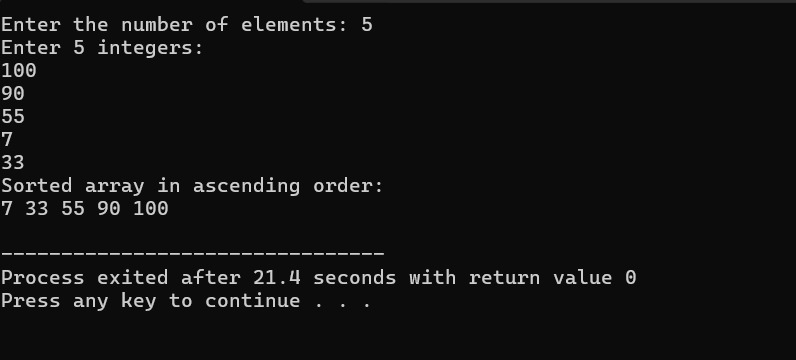 Enter the number of elements: 5
Enter 5 integers:
100
90
55
7
33
Sorted array in ascending order:
7 33 55 90 100
--------------------------------
Process exited after 21.4 seconds with return value 0
Press any key to continue . . .